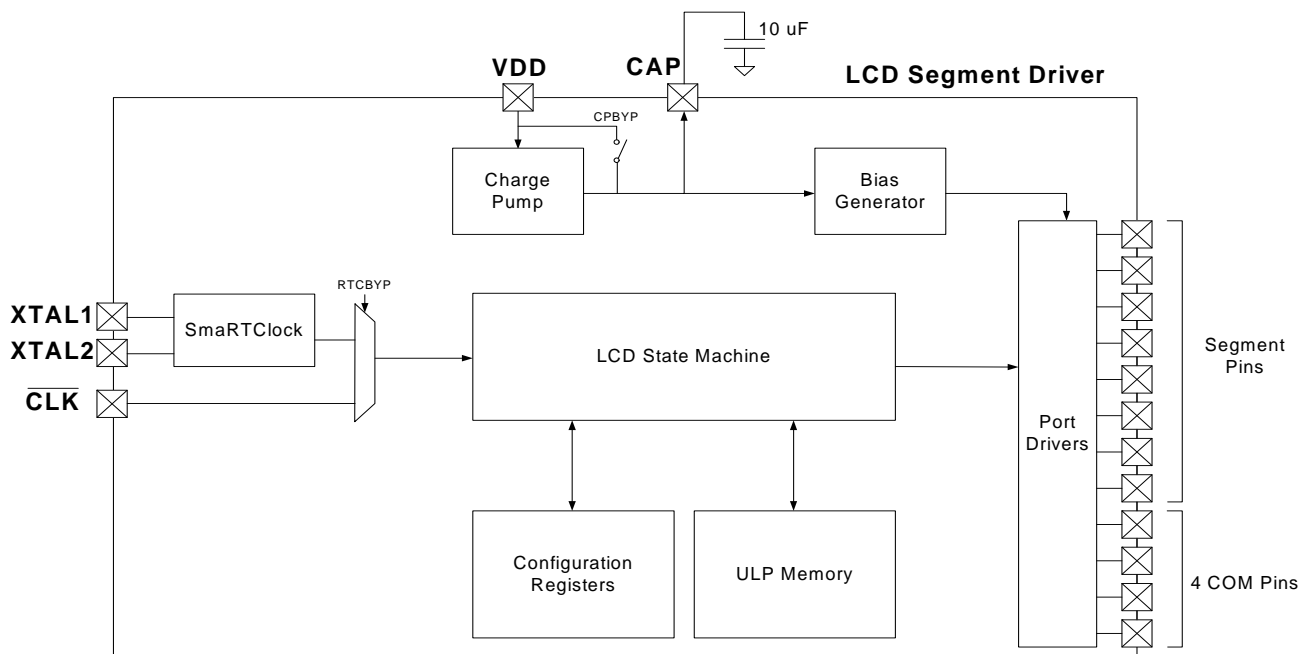 10 uF
VDD
CAP
LCD Segment Driver
CPBYP
Charge
Pump
Bias
Generator
XTAL1
XTAL2
CLK
SmaRTClock
RTCBYP
LCD State Machine
Port
Drivers
Segment
Pins
Configuration
Registers
ULP Memory
4 COM Pins